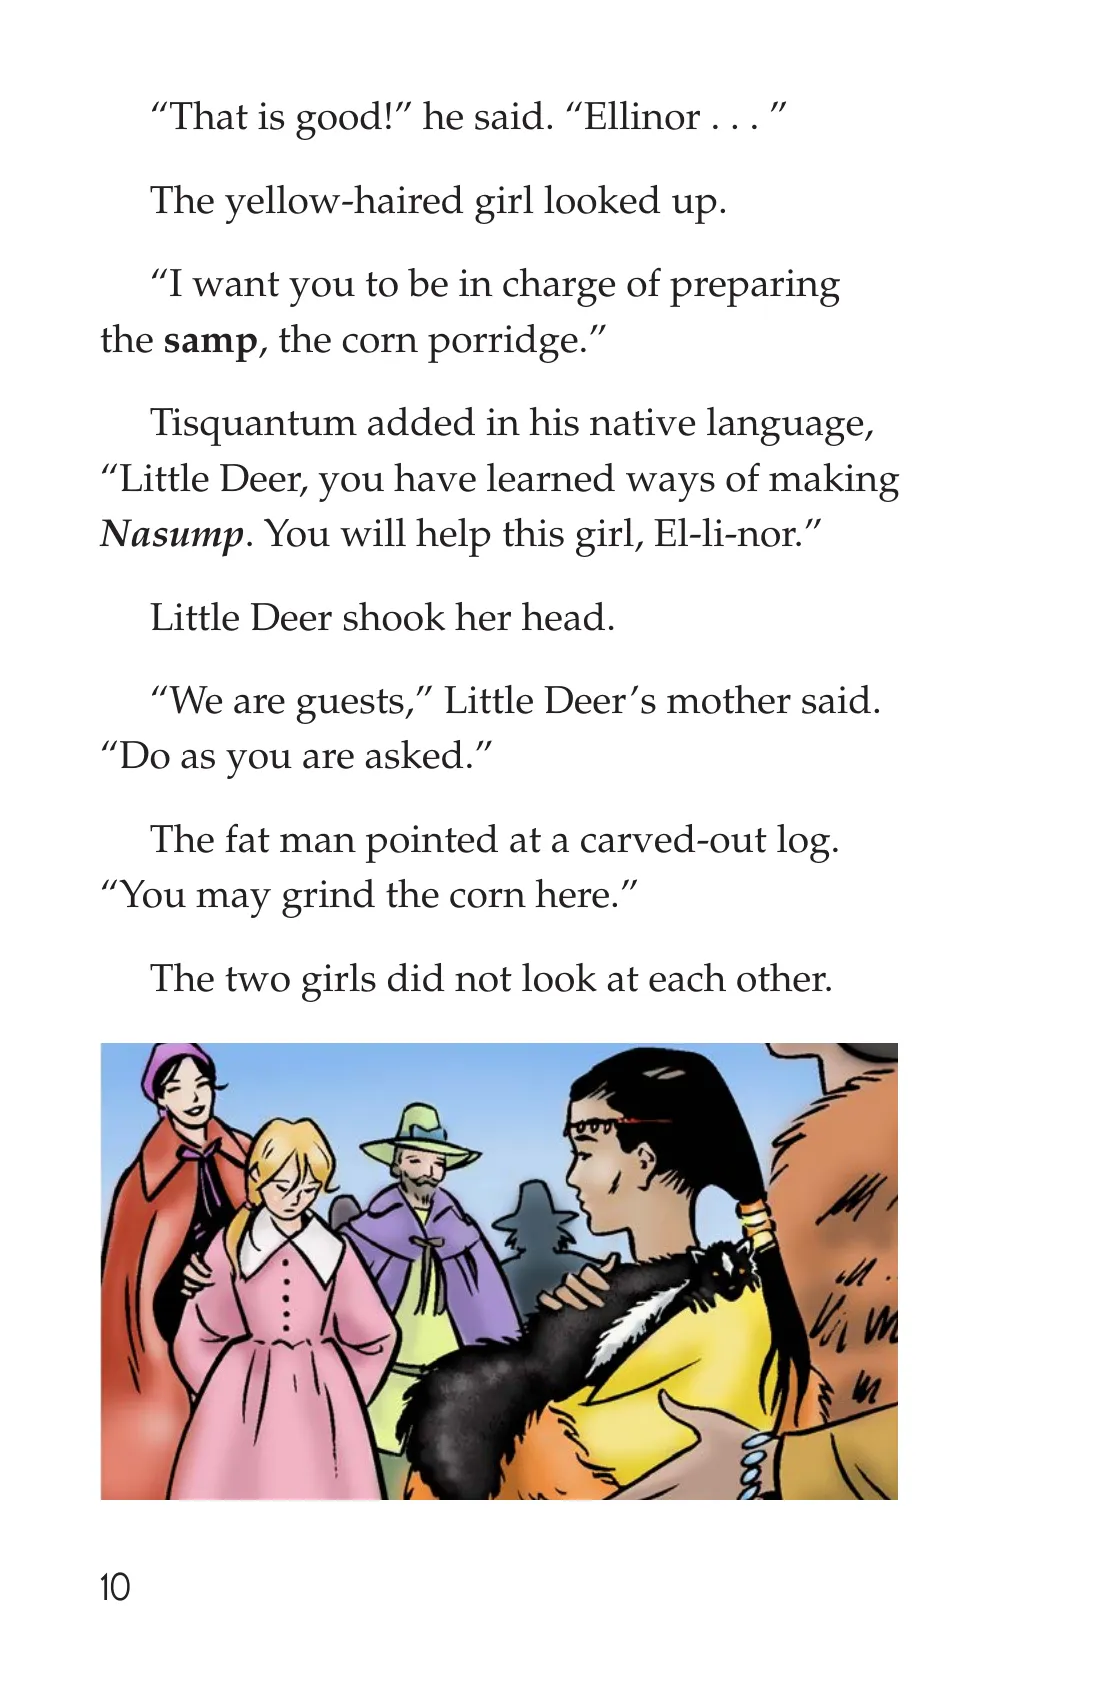 “That is good!” he said. “Ellinor . . . ”
The yellow-haired girl looked up.
“I want you to be in charge of preparing
the samp, the corn porridge.”
Tisquantum added in his native language,
“Little Deer, you have learned ways of making
Nasump. You will help this girl, El-li-nor.”
Little Deer shook her head.
“We are guests,” Little Deer’s mother said.
“Do as you are asked.”
The fat man pointed at a carved-out log.
“You may grind the corn here.”
The two girls did not look at each other.
10